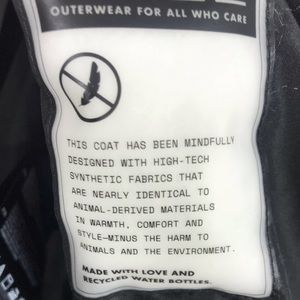 OUTERWEAR FOR ALL WHO CARE
THIS COAT HAS BEEN MINDFULLY
DESIGNED WITH HIGH-TECH
SYNTHETIC FABRICS THAT
ARE NEARLY IDENTICAL TO
ANIMAL-DERIVED MATERIALS
IN WARMTH, COMFORT AND
STYLE—MINUS THE HARM TO
ANIMALS AND THE ENVIRONMENT.
MADE WITH LOVE AND
RECYCLED WATER BOTTLES.